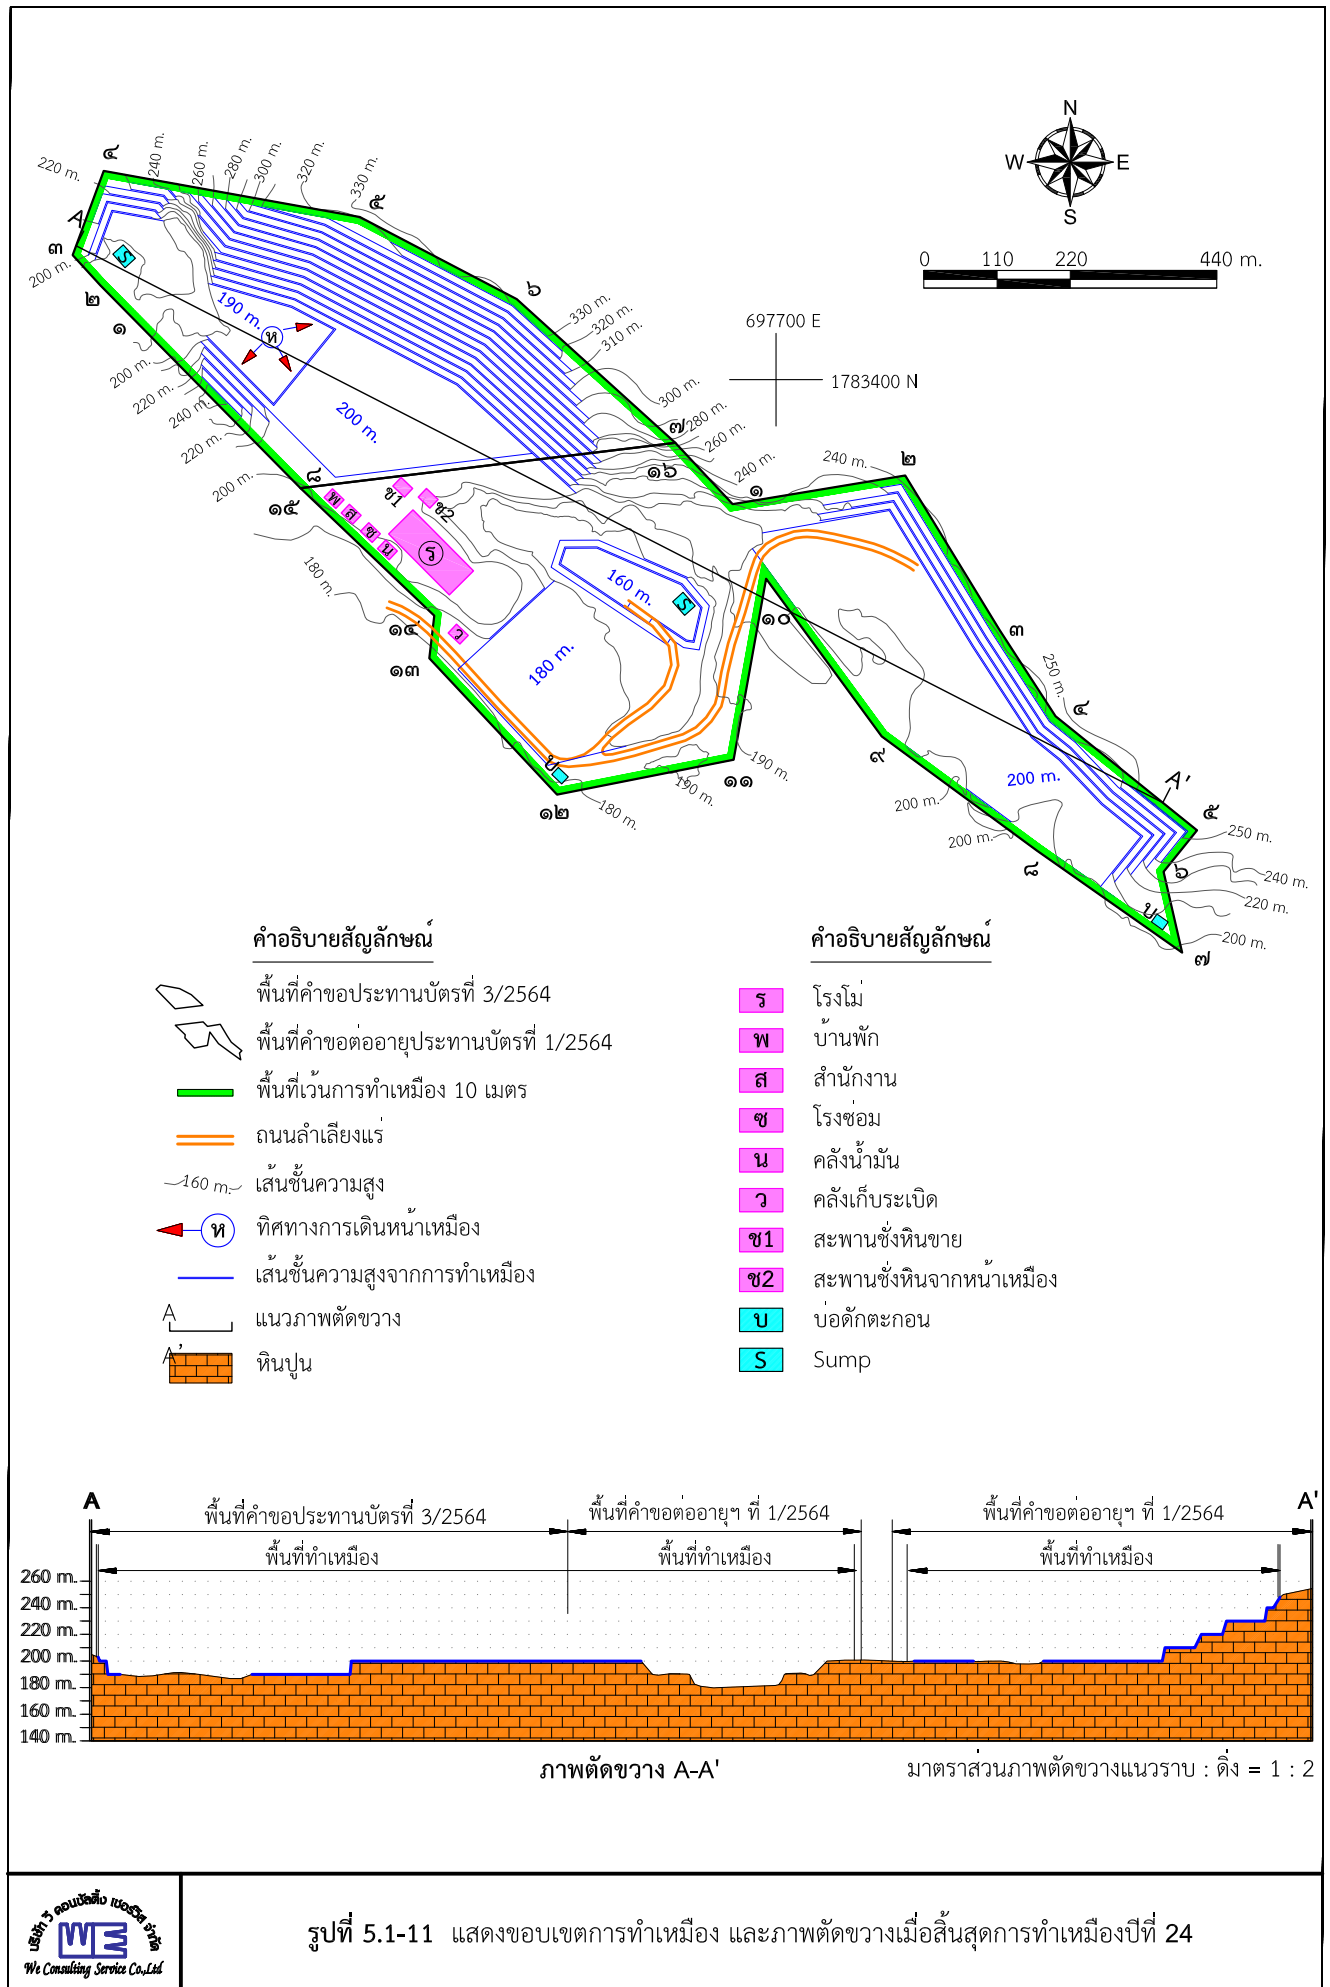 N
W E
S
0 110 220 440 m.
697700 E
1783400 N
๔
220 m.
240 m.
260 m.
280 m.
300 m.
320 m.
330 m.
๕
A
๓
200 m.
S
๒
๑
190 m.
ห
๖
330 m.
320 m.
310 m.
200 m.
220 m.
240 m.
220 m.
200 m.
300 m.
280 m.
260 m.
๗
๑๖
240 m.
๑
240 m.
๒
200 m.
๘
๑๕
พ
ส
ซ
น
ช1
ช2
ร
180 m.
160 m.
S
๑๐
๑๔
ว
๑๓
180 m.
๓
250 m.
๔
A'
๕
250 m.
๖
240 m.
220 m.
200 m.
บ
๗
๙
200 m.
200 m.
200 m.
๘
บ
๑๒
180 m.
190 m.
190 m.
๑๑
คำอธิบายสัญลักษณ์
พื้นที่คำขอประทานบัตรที่ 3/2564
พื้นที่คำขอต่ออายุประทานบัตรที่ 1/2564
พื้นที่เว้นการทำเหมือง 10 เมตร
ถนนลำเลียงแร่
160 m. เส้นชั้นความสูง
ห ทิศทางการเดินหน้าเหมือง
เส้นชั้นความสูงจากการทำเหมือง
A A' แนวภาพตัดขวาง
หินปูน
คำอธิบายสัญลักษณ์
ร โรงโม่
พ บ้านพัก
ส สำนักงาน
ซ โรงซ่อม
น คลังน้ำมัน
ว คลังเก็บระเบิด
ช1 สะพานชั่งหินขาย
ช2 สะพานชั่งหินจากหน้าเหมือง
บ บ่อดักตะกอน
S Sump
A A'
พื้นที่คำขอประทานบัตรที่ 3/2564 พื้นที่คำขอต่ออายุฯ ที่ 1/2564 พื้นที่คำขอต่ออายุฯ ที่ 1/2564
พื้นที่ทำเหมือง พื้นที่ทำเหมือง พื้นที่ทำเหมือง
260 m.
240 m.
220 m.
200 m.
180 m.
160 m.
140 m.
ภาพตัดขวาง A-A'
มาตราส่วนภาพตัดขวางแนวราบ : ดิ่ง = 1 : 2
บริษัท วี คอนซัลติ้ง เซอร์วิส จำกัด
WE
We Consulting Service Co.,Ltd
รูปที่ 5.1-11 แสดงขอบเขตการทำเหมือง และภาพตัดขวางเมื่อสิ้นสุดการทำเหมืองปีที่ 24